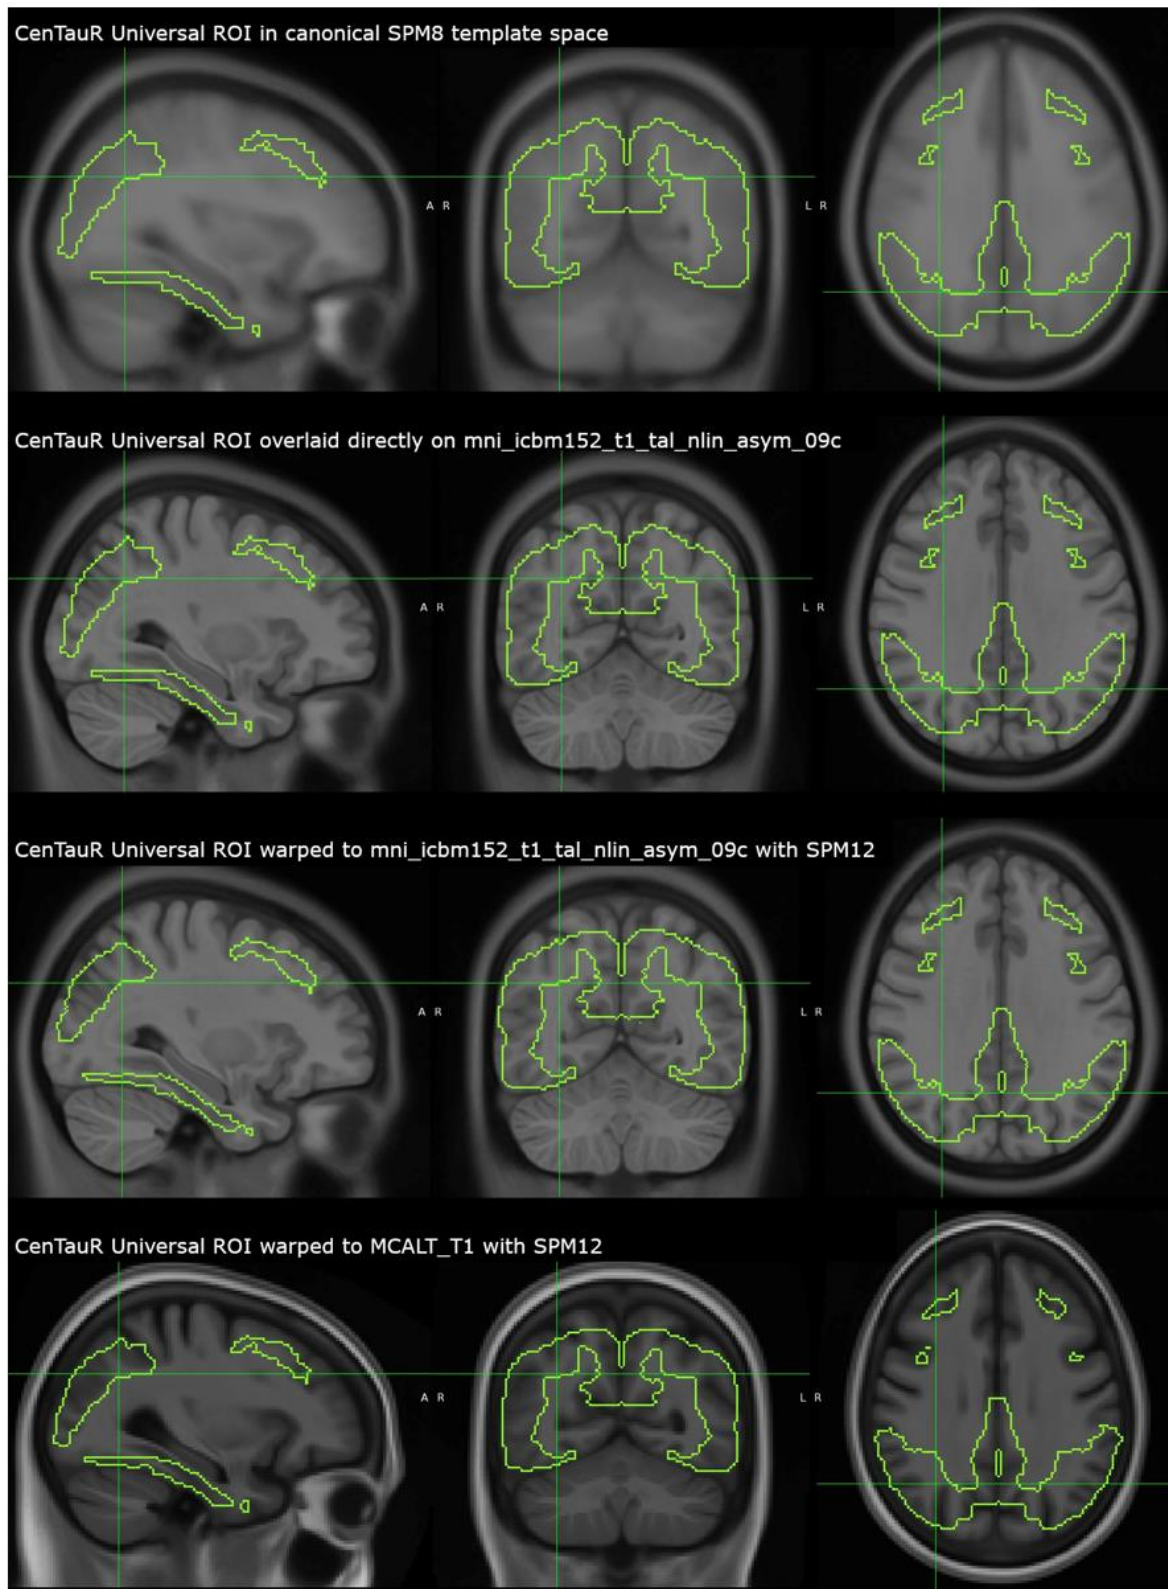 CenTauR Universal ROI in canonical SPM8 template space
A R
L R
CenTauR Universal ROI overlaid directly on mni_icbm152_t1_tal_nlin_asym_09c
A R
L R
CenTauR Universal ROI warped to mni_icbm152_t1_tal_nlin_asym_09c with SPM12
A R
L R
CenTauR Universal ROI warped to MCALT_T1 with SPM12
A R
L R